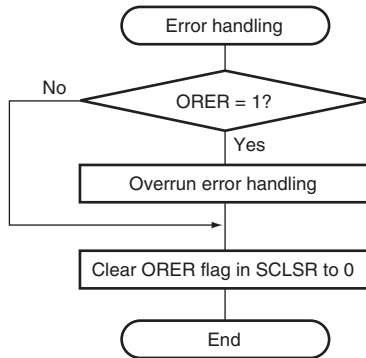 Error handling
No
ORER = 1?
Yes
Overrun error handling
Clear ORER flag in SCLSR to 0
End